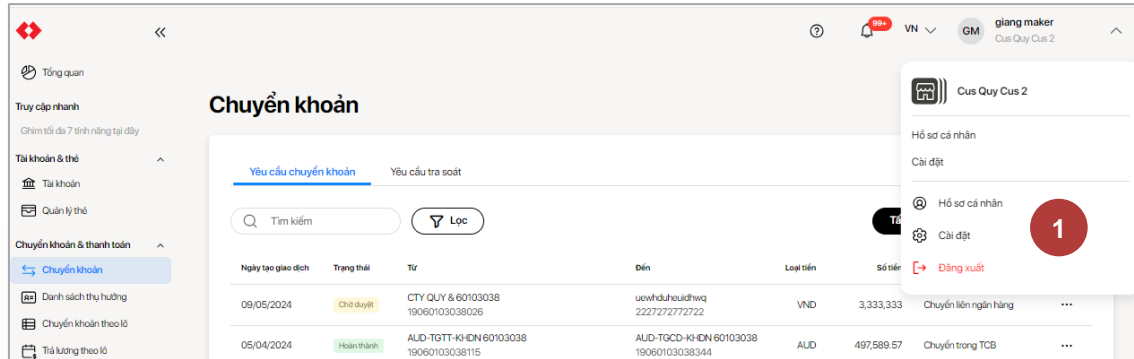 99+
VN
GM
giang maker
Cus Quy Cus 2
Tổng quan
Truy cập nhanh
Ghim tối đa 7 tính năng tại đây
Tài khoản & thẻ
Tài khoản
Quản lý thẻ
Chuyển khoản & thanh toán
Chuyển khoản
Danh sách thụ hưởng
Chuyển khoản theo lô
Trả lương theo lô
Chuyển khoản
Yêu cầu chuyển khoản
Yêu cầu tra soát
Tìm kiếm
Lọc
Ngày tạo giao dịch
Trạng thái
Từ
Đến
Loại tiền
Số tiền
09/05/2024
Chờ duyệt
CTY QUY & 60103038
19060103038026
uewhduheuidhwq
2227272772722
VND
3,333,333
Chuyển liên ngân hàng
05/04/2024
Hoàn thành
AUD-TGTT-KHDN 60103038
19060103038115
AUD-TGCD-KHDN 60103038
19060103038344
AUD
497,589.57
Chuyển trong TCB
Cus Quy Cus 2
Hồ sơ cá nhân
Cài đặt
Hồ sơ cá nhân
Cài đặt
Đăng xuất
1